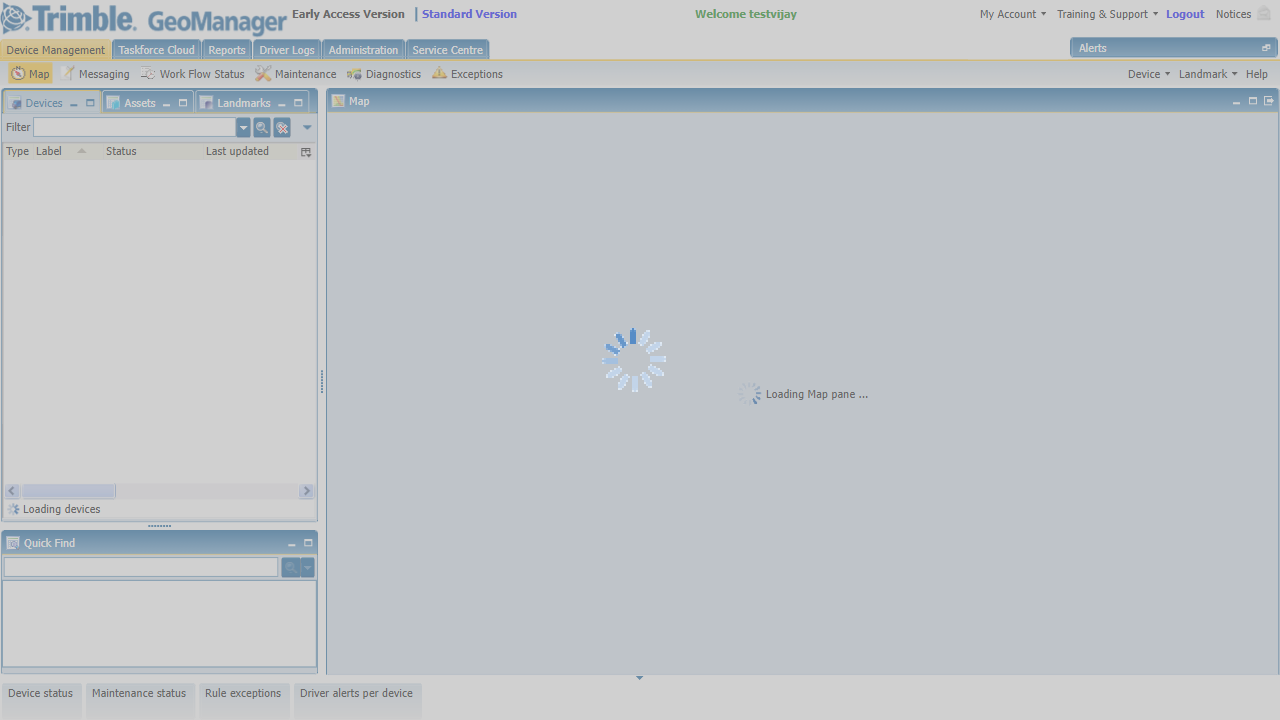 Trimble. GeoManager Early Access Version | Standard Version Welcome testvijay My Account Training & Support Logout Notices
Device Management Taskforce Cloud Reports Driver Logs Administration Service Centre Alerts
Map Messaging Work Flow Status Maintenance Diagnostics Exceptions Device Landmark Help
Devices Assets Landmarks Map
Filter
Type Label Status Last updated
Loading Map pane ...
Loading devices
Quick Find
Device status Maintenance status Rule exceptions Driver alerts per device